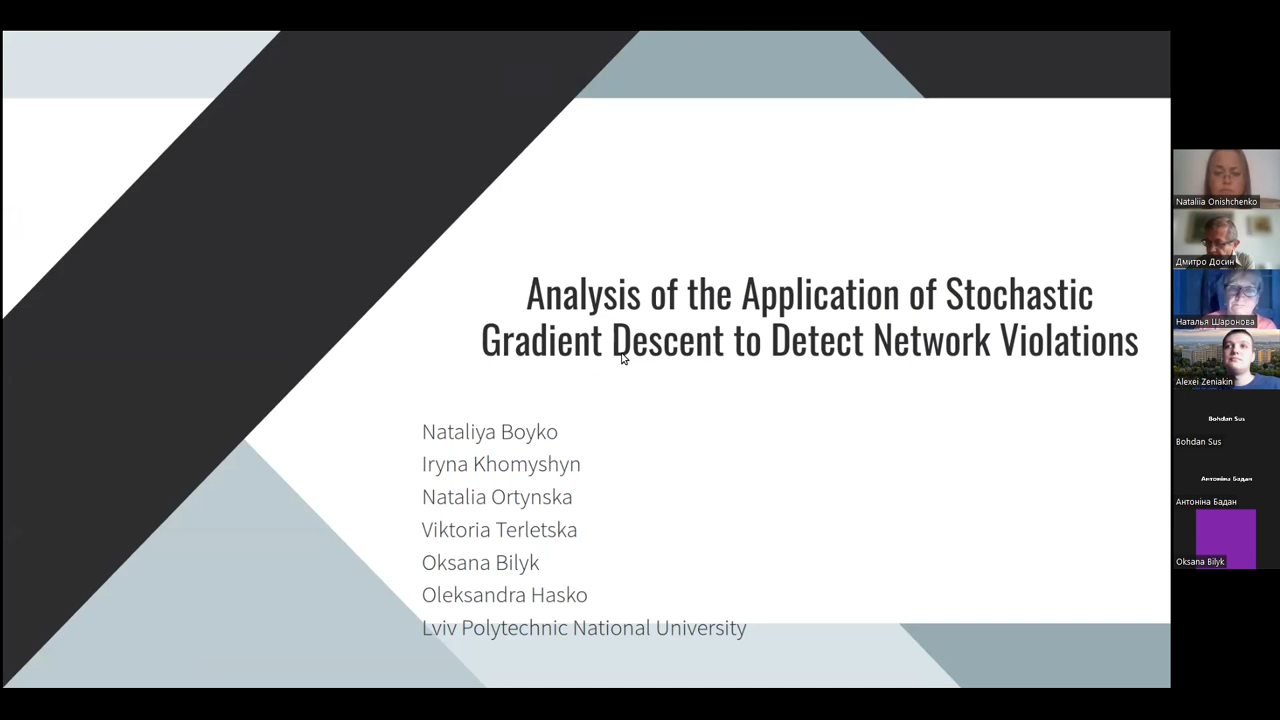 Analysis of the Application of Stochastic
Gradient Descent to Detect Network Violations
Nataliya Boyko
Iryna Khomyshyn
Natalia Ortynska
Viktoria Terletska
Oksana Bilyk
Oleksandra Hasko
Lviv Polytechnic National University
Nataliia Onishchenko
Дмитро Досин
Наталья Шаронова
Alexei Zeniakin
Bohdan Sus
Bohdan Sus
Антоніна Бадан
Антоніна Бадан
Oksana Bilyk